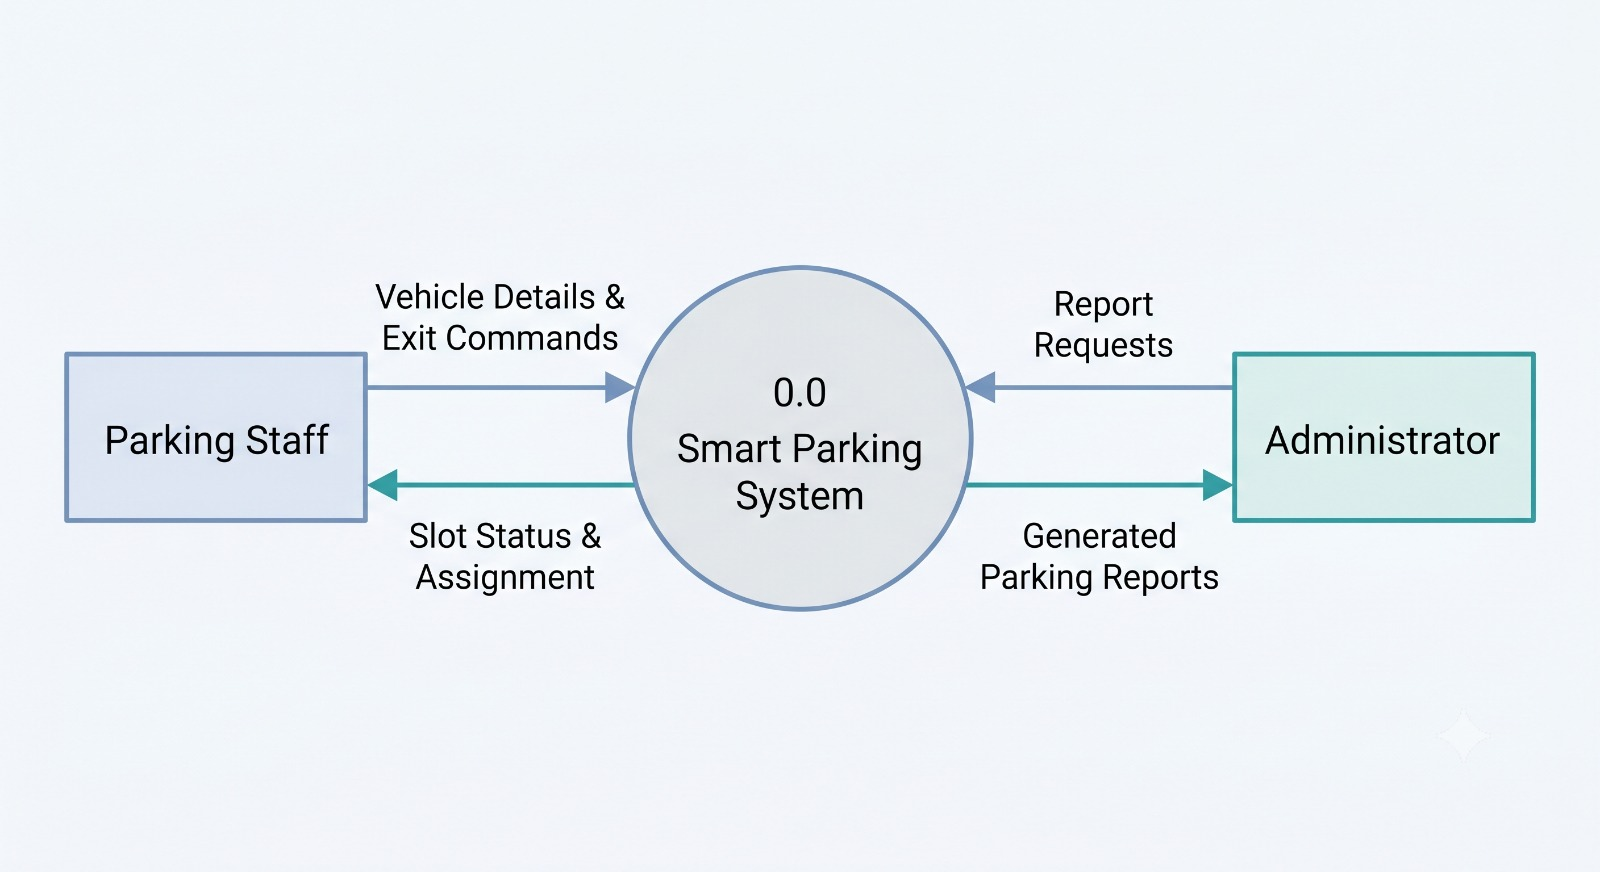 Vehicle Details &
Exit Commands
Report
Requests
Parking Staff
0.0
Smart Parking
System
Administrator
Slot Status &
Assignment
Generated
Parking Reports